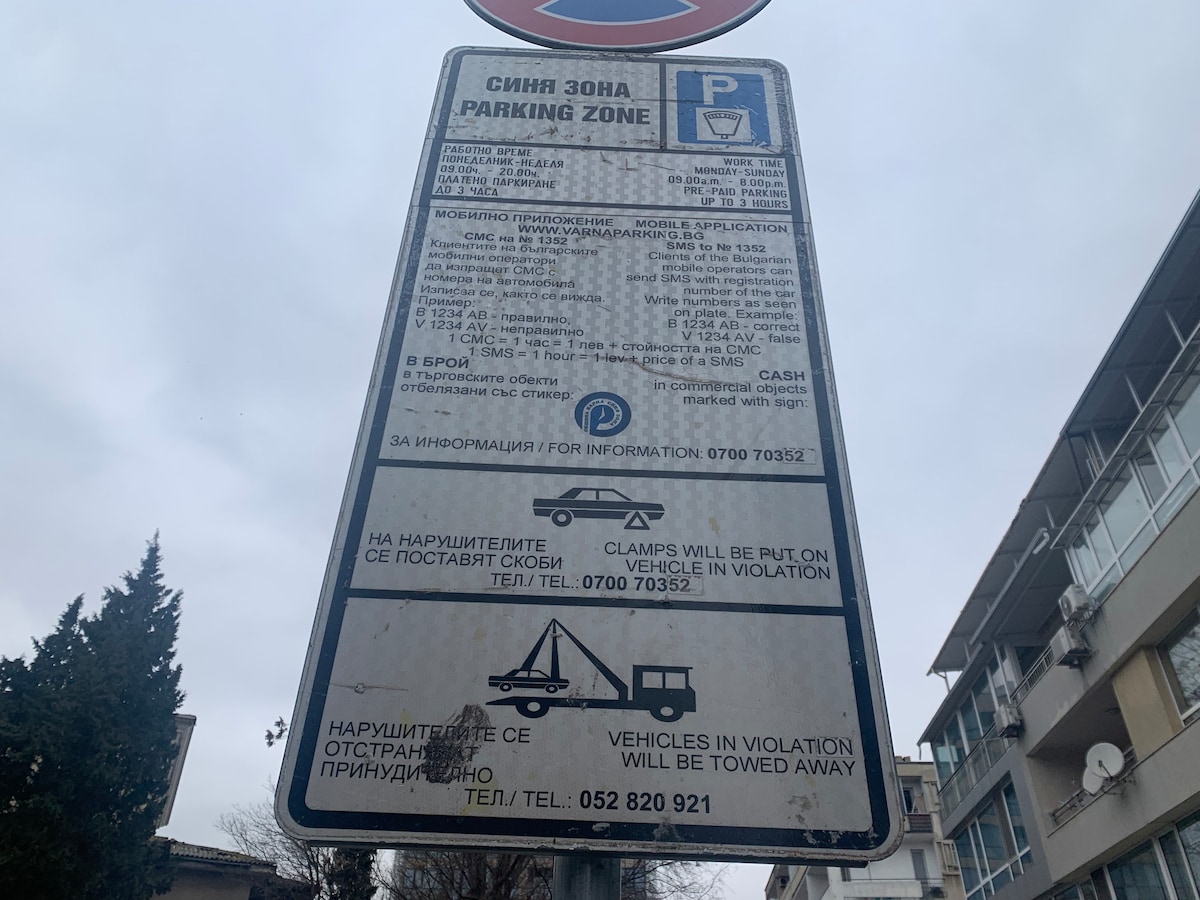 СИНЯ ЗОНА
PARKING ZONE
P
РАБОТНО ВРЕМЕ
ПОНЕДЕЛНИК-НЕДЕЛЯ
09.00ч. - 20.00ч.
ПЛАТЕНО ПАРКИРАНЕ
ДО 3 ЧАСА
WORK TIME
MONDAY-SUNDAY
09.00a.m. - 8.00p.m.
PRE-PAID PARKING
UP TO 3 HOURS
МОБИЛНО ПРИЛОЖЕНИЕ MOBILE APPLICATION
WWW.VARNAPARKING.BG
СМС на № 1352
Клиентите на българските
мобилни оператори
да изпращат СМС с
номера на автомобила
Изписва се, както се вижда.
Пример:
B 1234 AB - правилно,
V 1234 AV - неправилно
SMS to № 1352
Clients of the Bulgarian
mobile operators can
send SMS with registration
number of the car
Write numbers as seen
on plate. Example:
B 1234 AB - correct
V 1234 AV - false
1 СМС = 1 час = 1 лев + стойността на СМС
1 SMS = 1 hour = 1 lev + price of a SMS
В БРОЙ
в търговските обекти
отбелязани със стикер:
CASH
in commercial objects
marked with sign:
ЗА ИНФОРМАЦИЯ / FOR INFORMATION: 0700 70352
НА НАРУШИТЕЛИТЕ
СЕ ПОСТАВЯТ СКОБИ
CLAMPS WILL BE PUT ON
VEHICLE IN VIOLATION
ТЕЛ./ TEL.: 0700 70352
НАРУШИТЕЛИТЕ СЕ
ОТСТРАНЯВАТ
ПРИНУДИТЕЛНО
VEHICLES IN VIOLATION
WILL BE TOWED AWAY
ТЕЛ./ TEL.: 052 820 921